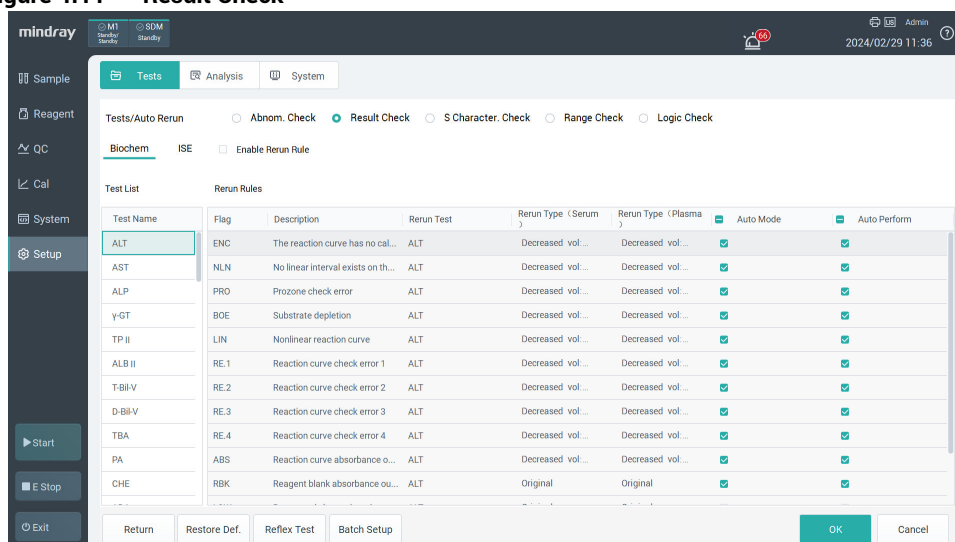 Result Check
mindray
M1
Standby/
Standby
SDM
Standby
66
US Admin
2024/02/29 11:36
?
Sample
Reagent
QC
Cal
System
Setup
Start
E Stop
Exit
Tests Analysis System
Tests/Auto Rerun Abnom. Check Result Check S Character. Check Range Check Logic Check
Biochem ISE Enable Rerun Rule
Test List Rerun Rules
Test Name Flag Description Rerun Test Rerun Type (Serum) Rerun Type (Plasma) Auto Mode Auto Perform
ALT ENC The reaction curve has no cal... ALT Decreased vol:... Decreased vol:...
AST NLN No linear interval exists on th... ALT Decreased vol:... Decreased vol:...
ALP PRO Prozone check error ALT Decreased vol:... Decreased vol:...
γ-GT BOE Substrate depletion ALT Decreased vol:... Decreased vol:...
TP II LIN Nonlinear reaction curve ALT Decreased vol:... Decreased vol:...
ALB II RE.1 Reaction curve check error 1 ALT Decreased vol:... Decreased vol:...
T-Bil-V RE.2 Reaction curve check error 2 ALT Decreased vol:... Decreased vol:...
D-Bil-V RE.3 Reaction curve check error 3 ALT Decreased vol:... Decreased vol:...
TBA RE.4 Reaction curve check error 4 ALT Decreased vol:... Decreased vol:...
PA ABS Reaction curve absorbance o... ALT Decreased vol:... Decreased vol:...
CHE RBK Reagent blank absorbance ou... ALT Original Original
Return Restore Def. Reflex Test Batch Setup OK Cancel